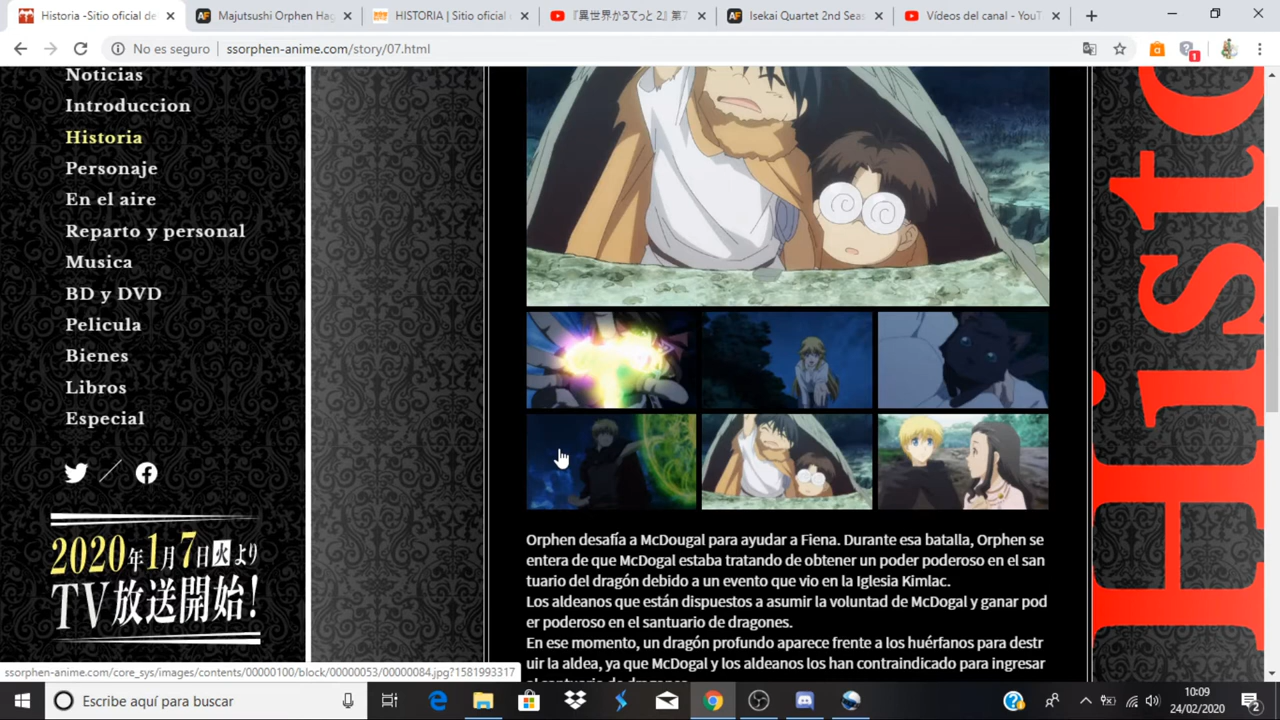 Historia -Sitio oficial de
Majutsushi Orphen Hag
HISTORIA | Sitio oficial
『異世界かるてっと２』第7
Isekai Quartet 2nd Sea
Vídeos del canal - YouT
No es seguro
ssorphen-anime.com/story/07.html
1
Noticias
Introduccion
Historia
Personaje
En el aire
Reparto y personal
Musica
BD y DVD
Pelicula
Bienes
Libros
Especial
2020年1月7日火より
TV放送開始!
Histo
Orphen desafía a McDougal para ayudar a Fiena. Durante esa batalla, Orphen se
entera de que McDogal estaba tratando de obtener un poder poderoso en el san
tuario del dragón debido a un evento que vio en la Iglesia Kimlac.
Los aldeanos que están dispuestos a asumir la voluntad de McDogal y ganar pod
er poderoso en el santuario de dragones.
En ese momento, un dragón profundo aparece frente a los huérfanos para destr
uir la aldea, ya que McDogal y los aldeanos los han contraindicado para ingresar
al santuario de dragones.
Histo
ssorphen-anime.com/core_sys/images/contents/00000100/block/00000053/00000084.jpg?1581993317
Escribe aquí para buscar
10:09
24/02/2020
2